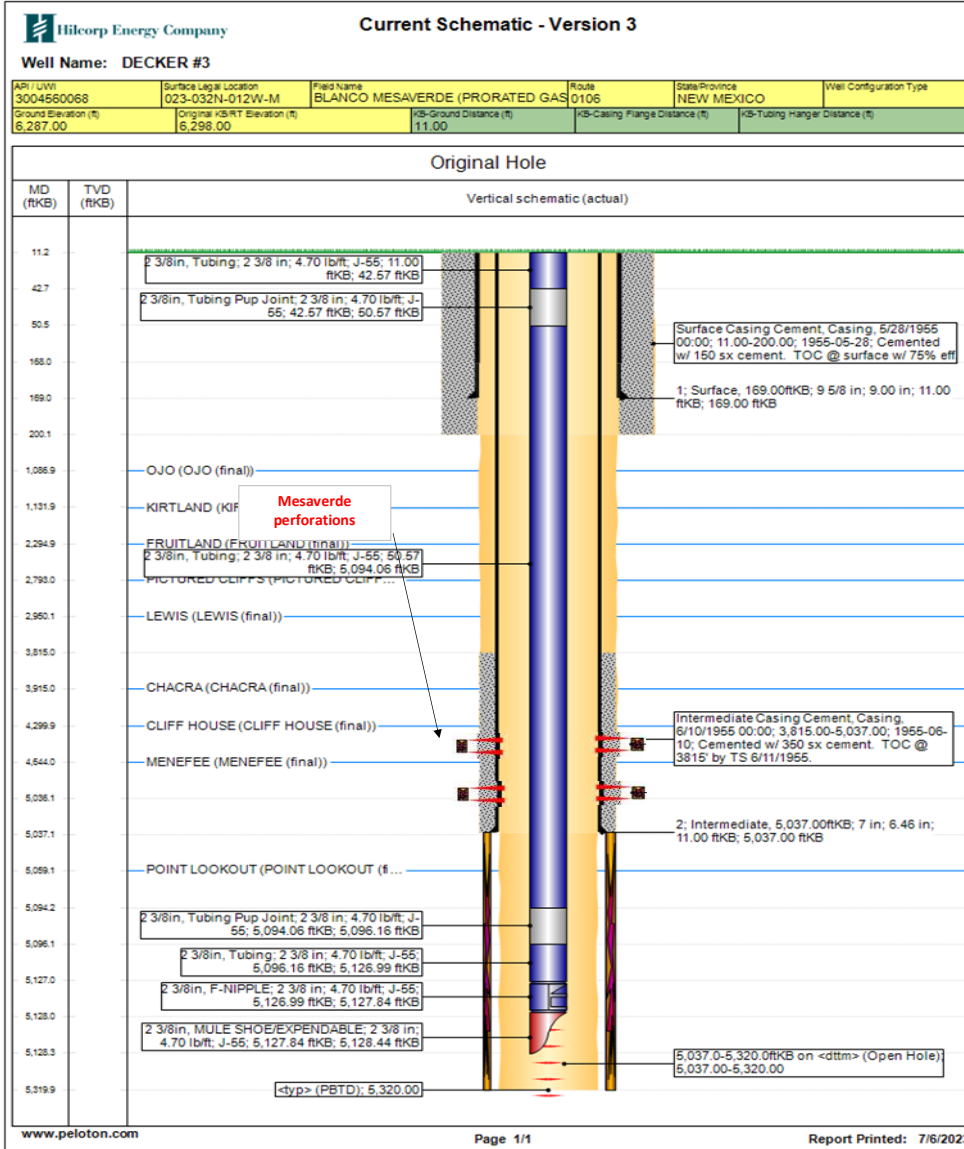 Hilcorp Energy Company
Current Schematic - Version 3
Well Name: DECKER #3
API / UWI
3004560068
Surface Legal Location
023-032N-012W-M
Field Name
BLANCO MESAVERDE (PRORATED GAS
Route
0106
State/Province
NEW MEXICO
Well Configuration Type
Ground Elevation (ft)
6,287.00
Original KB/RT Elevation (ft)
6,298.00
KB-Ground Distance (ft)
11.00
KB-Casing Flange Distance (ft)
KB-Tubing Hanger Distance (ft)
Original Hole
MD
(ftKB)
TVD
(ftKB)
Vertical schematic (actual)
11.2
2 3/8in, Tubing; 2 3/8 in; 4.70 lb/ft; J-55; 11.00
ftKB; 42.57 ftKB
42.7
2 3/8in, Tubing Pup Joint; 2 3/8 in; 4.70 lb/ft; J-
55; 42.57 ftKB; 50.57 ftKB
50.5
Surface Casing Cement, Casing, 5/28/1955
00:00; 11.00-200.00; 1955-05-28; Cemented
w/ 150 sx cement. TOC @ surface w/ 75% eff
168.0
1; Surface, 169.00ftKB; 9 5/8 in; 9.00 in; 11.00
ftKB; 169.00 ftKB
169.0
200.1
1,086.9
OJO (OJO (final))
Mesaverde
perforations
1,131.9
KIRTLAND (KIR
2,294.9
FRUITLAND (FRUITLAND (final))
2 3/8in, Tubing; 2 3/8 in; 4.70 lb/ft; J-55; 50.57
ftKB; 5,094.06 ftKB
2,793.0
PICTURED CLIFFS (PICTURED CLIFF...
2,950.1
LEWIS (LEWIS (final))
3,815.0
3,915.0
CHACRA (CHACRA (final))
4,299.9
CLIFF HOUSE (CLIFF HOUSE (final))
Intermediate Casing Cement, Casing,
6/10/1955 00:00; 3,815.00-5,037.00; 1955-06-
10; Cemented w/ 350 sx cement. TOC @
3815' by TS 6/11/1955.
4,544.0
MENEFEE (MENEFEE (final))
5,036.1
5,037.1
2; Intermediate, 5,037.00ftKB; 7 in; 6.46 in;
11.00 ftKB; 5,037.00 ftKB
5,059.1
POINT LOOKOUT (POINT LOOKOUT (fi...
5,094.2
2 3/8in, Tubing Pup Joint; 2 3/8 in; 4.70 lb/ft; J-
55; 5,094.06 ftKB; 5,096.16 ftKB
5,096.1
2 3/8in, Tubing; 2 3/8 in; 4.70 lb/ft; J-55;
5,096.16 ftKB; 5,126.99 ftKB
5,127.0
2 3/8in, F-NIPPLE; 2 3/8 in; 4.70 lb/ft; J-55;
5,126.99 ftKB; 5,127.84 ftKB
5,128.0
2 3/8in, MULE SHOE/EXPENDABLE; 2 3/8 in;
4.70 lb/ft; J-55; 5,127.84 ftKB; 5,128.44 ftKB
5,128.3
5,037.0-5,320.0ftKB on <dttm> (Open Hole);
5,037.00-5,320.00
5,319.9
<typ> (PBTD); 5,320.00
www.peloton.com
Page 1/1
Report Printed: 7/6/2023